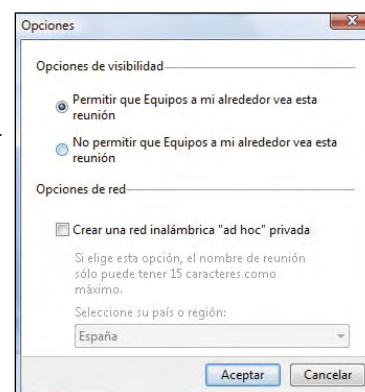 Opciones
Opciones de visibilidad
Permitir que Equipos a mi alrededor vea esta
reunión
No permitir que Equipos a mi alrededor vea esta
reunión
Opciones de red
Crear una red inalámbrica "ad hoc" privada
Si elige esta opción, el nombre de reunión
sólo puede tener 15 caracteres como
máximo.
Seleccione su país o región:
España
Aceptar Cancelar